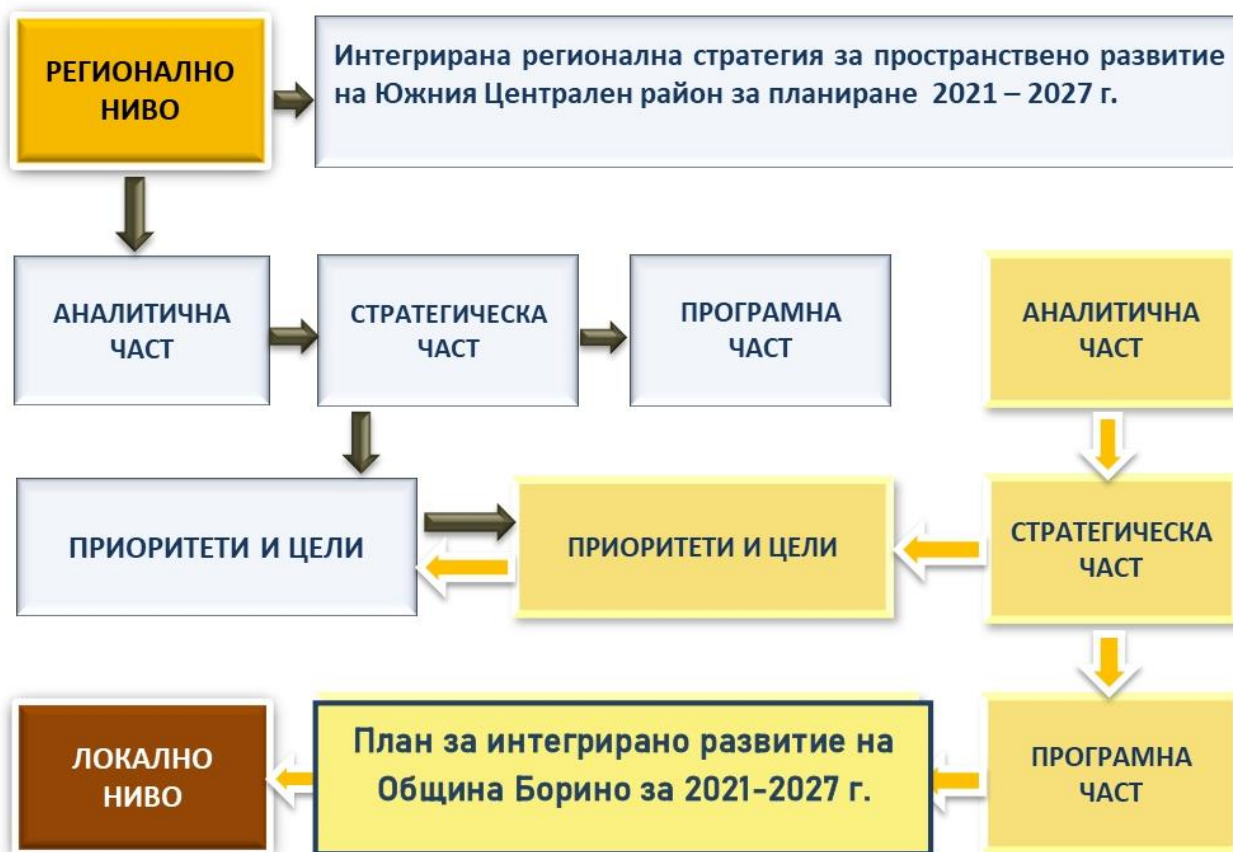 РЕГИОНАЛНО
НИВО
Интегрирана регионална стратегия за пространствено развитие
на Южния Централен район за планиране 2021 – 2027 г.
АНАЛИТИЧНА
ЧАСТ
СТРАТЕГИЧЕСКА
ЧАСТ
ПРОГРАМНА
ЧАСТ
АНАЛИТИЧНА
ЧАСТ
ПРИОРИТЕТИ И ЦЕЛИ
ПРИОРИТЕТИ И ЦЕЛИ
СТРАТЕГИЧЕСКА
ЧАСТ
ЛОКАЛНО
НИВО
План за интегрирано развитие на
Община Борино за 2021-2027 г.
ПРОГРАМНА
ЧАСТ